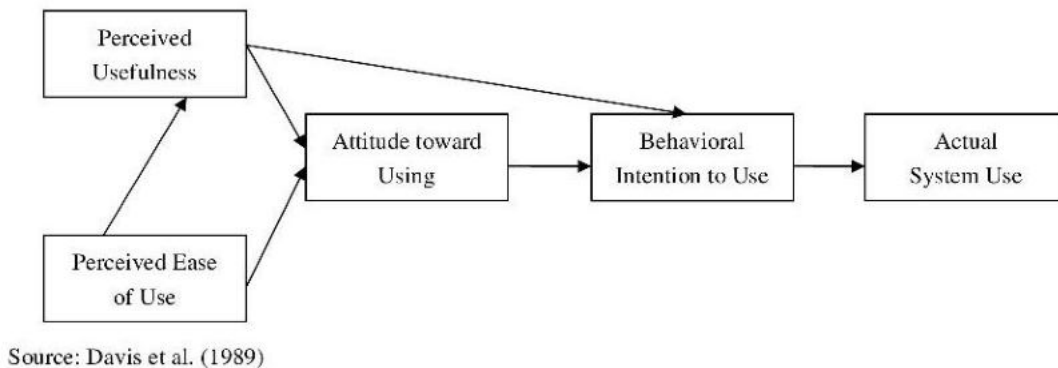 Perceived
Usefulness
Attitude toward
Using
Behavioral
Intention to Use
Actual
System Use
Perceived Ease
of Use
Source: Davis et al. (1989)